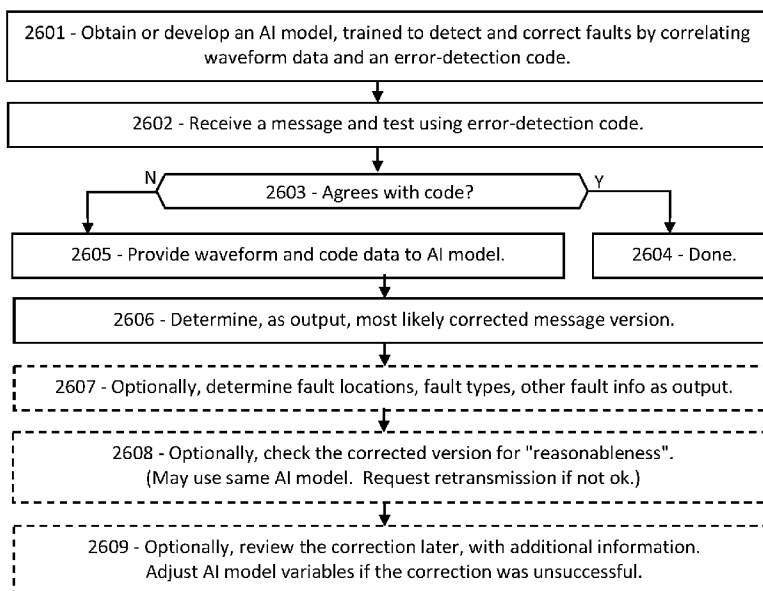 2601 - Obtain or develop an AI model, trained to detect and correct faults by correlating
waveform data and an error-detection code.
2602 - Receive a message and test using error-detection code.
N
2603 - Agrees with code?
Y
2605 - Provide waveform and code data to AI model.
2604 - Done.
2606 - Determine, as output, most likely corrected message version.
2607 - Optionally, determine fault locations, fault types, other fault info as output.
2608 - Optionally, check the corrected version for "reasonableness".
(May use same AI model.  Request retransmission if not ok.)
2609 - Optionally, review the correction later, with additional information.
Adjust AI model variables if the correction was unsuccessful.